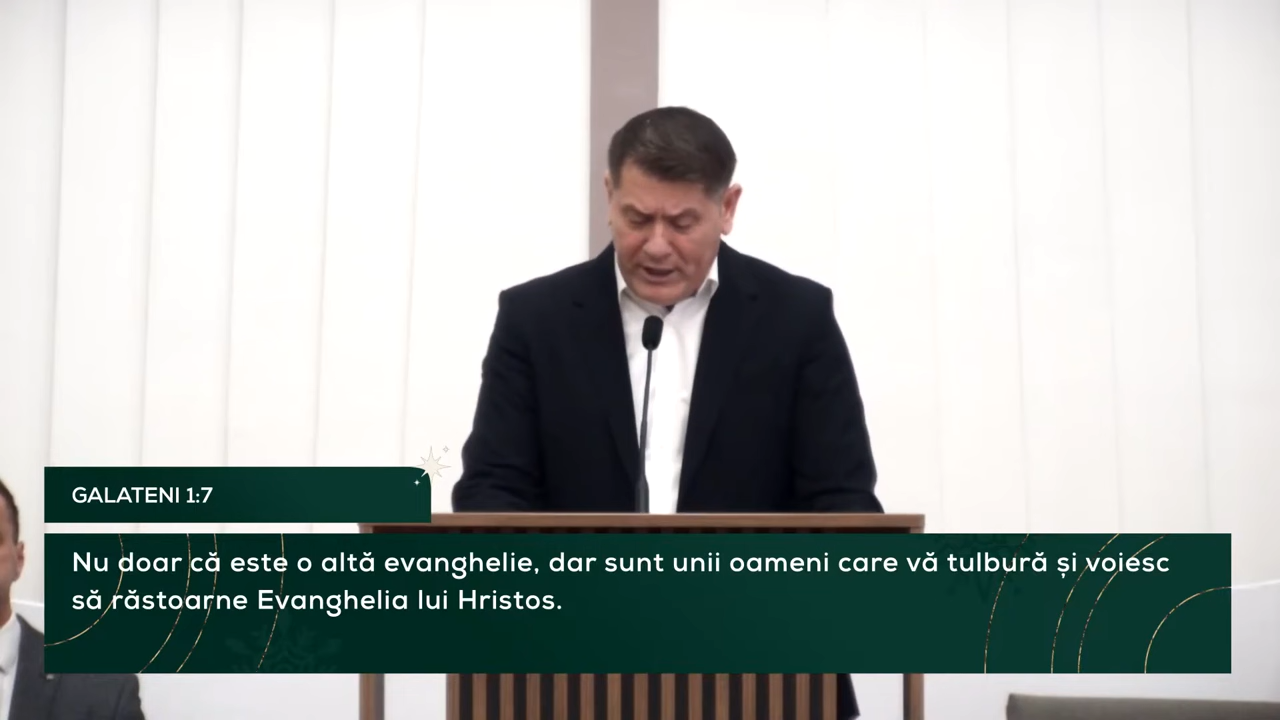 GALATENI 1:7
Nu doar că este o altă evanghelie, dar sunt unii oameni care vă tulbură și voiesc
să răstoarne Evanghelia lui Hristos.